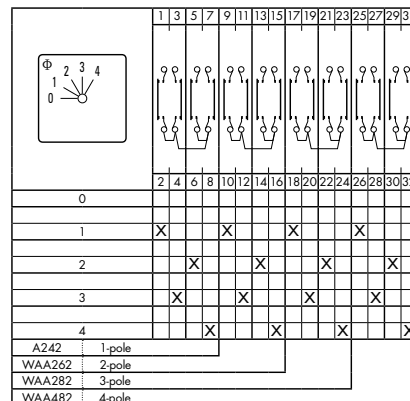 1 3 5 7 9 11 13 15 17 19 21 23 25 27 29
Φ
0 1 2 3 4
2 4 6 8 10 12 14 16 18 20 22 24 26 28 30
0
1 X X X X
2 X X X X
3 X X X X
4 X X X
A242 1-pole
WAA262 2-pole
WAA282 3-pole
WAA482 4-pole